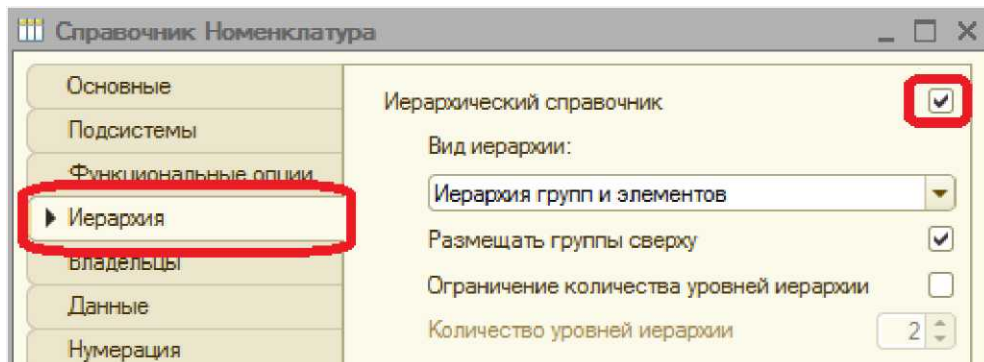 Справочник Номенклатура
Основные
Подсистемы
Функциональные опции
Иерархия
Владельцы
Данные
Нумерация
Иерархический справочник
Вид иерархии:
Иерархия групп и элементов
Размещать группы сверху
Ограничение количества уровней иерархии
Количество уровней иерархии
2